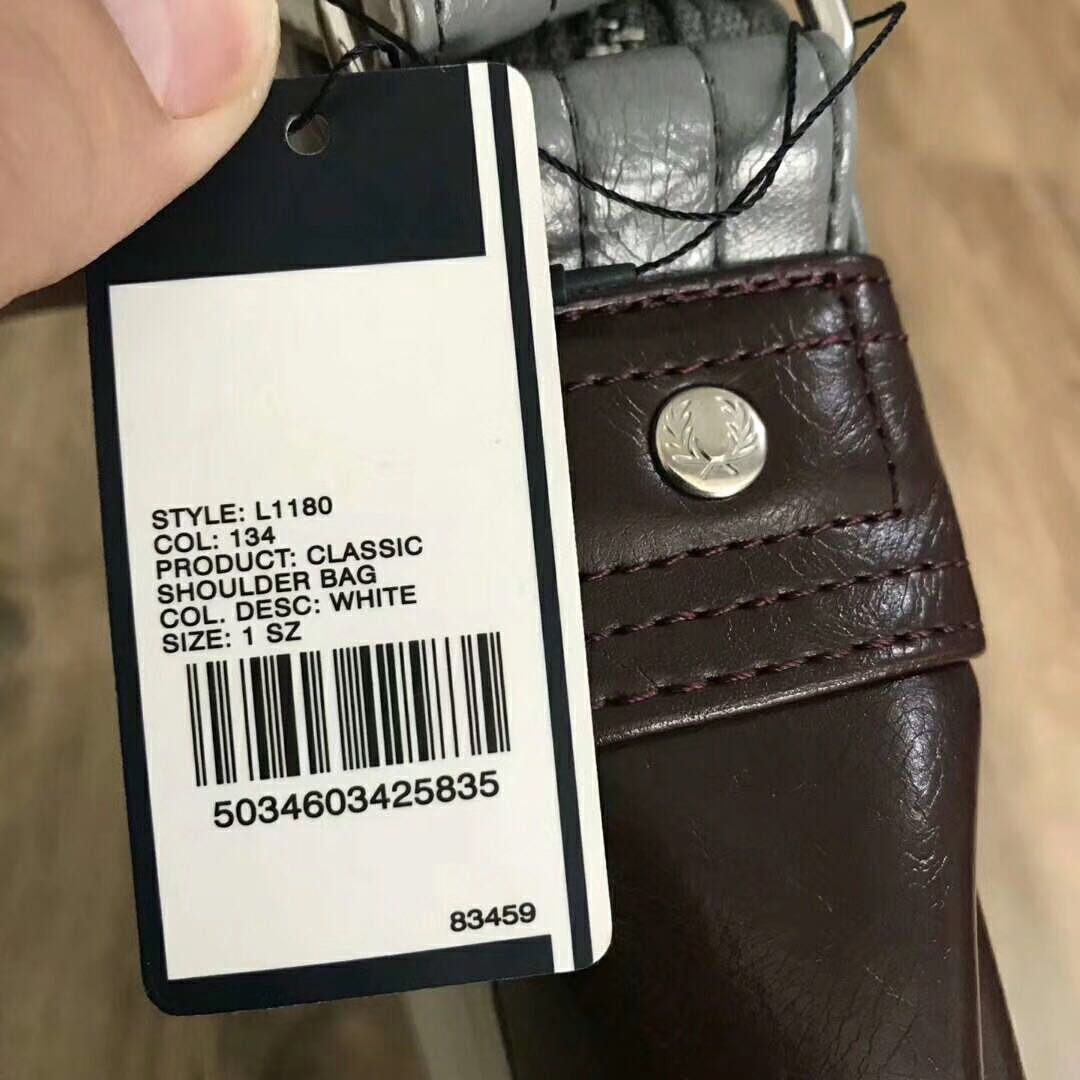 STYLE: L1180
COL: 134
PRODUCT: CLASSIC
SHOULDER BAG
COL. DESC: WHITE
SIZE: 1 SZ
5034603425835
83459